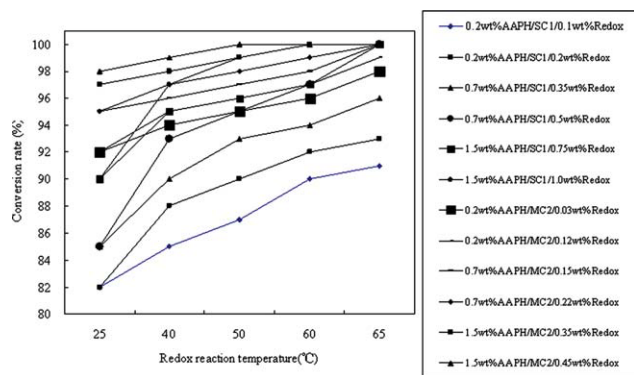 100
98
96
94
92
90
88
86
84
82
80
Conversion rate (%)
25 40 50 60 65
Redox reaction temperature(℃)
0.2wt%AAPH/SC1/0.1wt%Redox
0.2wt%AAPH/SC1/0.2wt%Redox
0.7wt%AAPH/SC1/0.35wt%Redox
0.7wt%AAPH/SC1/0.5wt%Redox
1.5wt%AAPH/SC1/0.75wt%Redox
1.5wt%AAPH/SC1/1.0wt%Redox
0.2wt%AAPH/MC2/0.03wt%Redox
0.2wt%AAPH/MC2/0.12wt%Redox
0.7wt%AAPH/MC2/0.15wt%Redox
0.7wt%AAPH/MC2/0.22wt%Redox
1.5wt%AAPH/MC2/0.35wt%Redox
1.5wt%AAPH/MC2/0.45wt%Redox